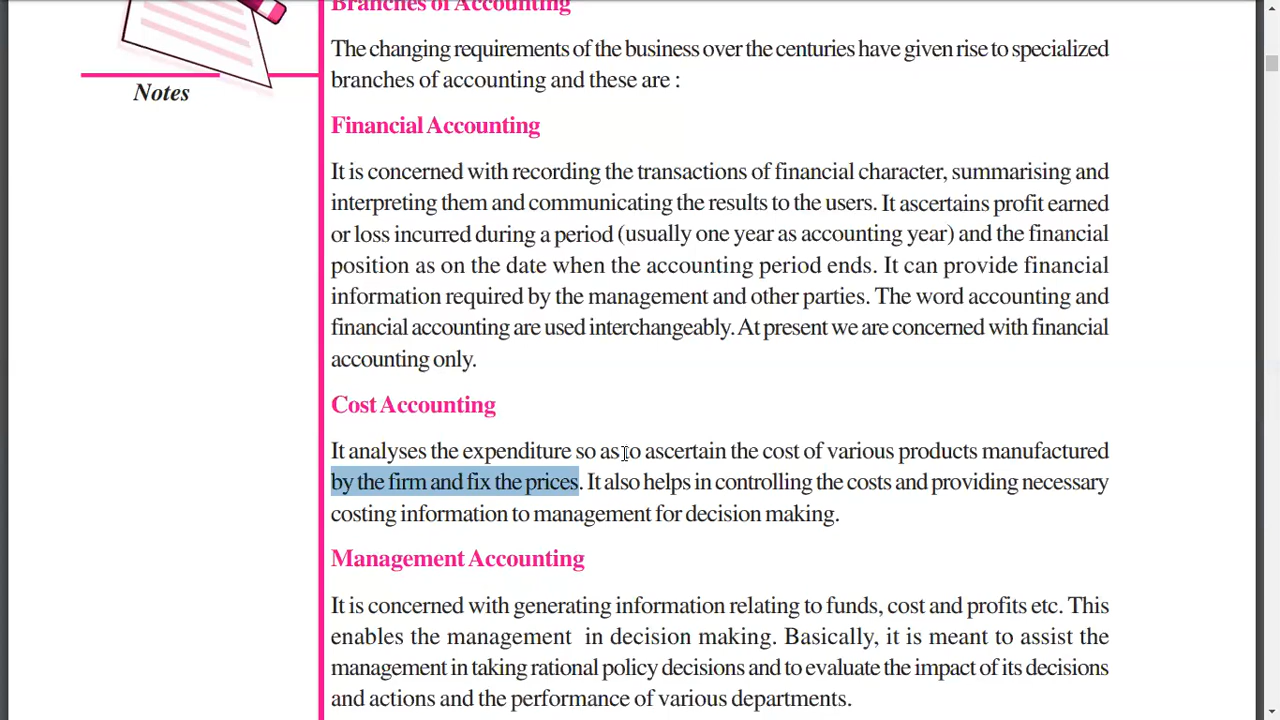 Branches of Accounting
The changing requirements of the business over the centuries have given rise to specialized
branches of accounting and these are :
Notes
Financial Accounting
It is concerned with recording the transactions of financial character, summarising and
interpreting them and communicating the results to the users. It ascertains profit earned
or loss incurred during a period (usually one year as accounting year) and the financial
position as on the date when the accounting period ends. It can provide financial
information required by the management and other parties. The word accounting and
financial accounting are used interchangeably. At present we are concerned with financial
accounting only.
Cost Accounting
It analyses the expenditure so as to ascertain the cost of various products manufactured
by the firm and fix the prices. It also helps in controlling the costs and providing necessary
costing information to management for decision making.
Management Accounting
It is concerned with generating information relating to funds, cost and profits etc. This
enables the management in decision making. Basically, it is meant to assist the
management in taking rational policy decisions and to evaluate the impact of its decisions
and actions and the performance of various departments.